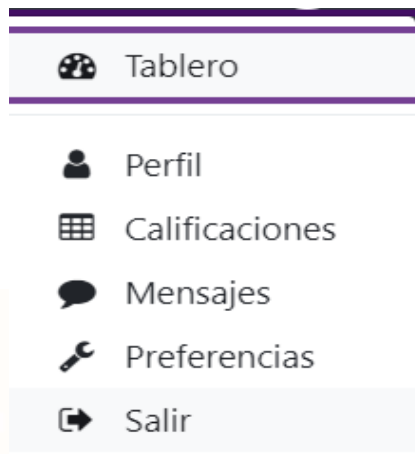 Tablero
Perfil
Calificaciones
Mensajes
Preferencias
Salir